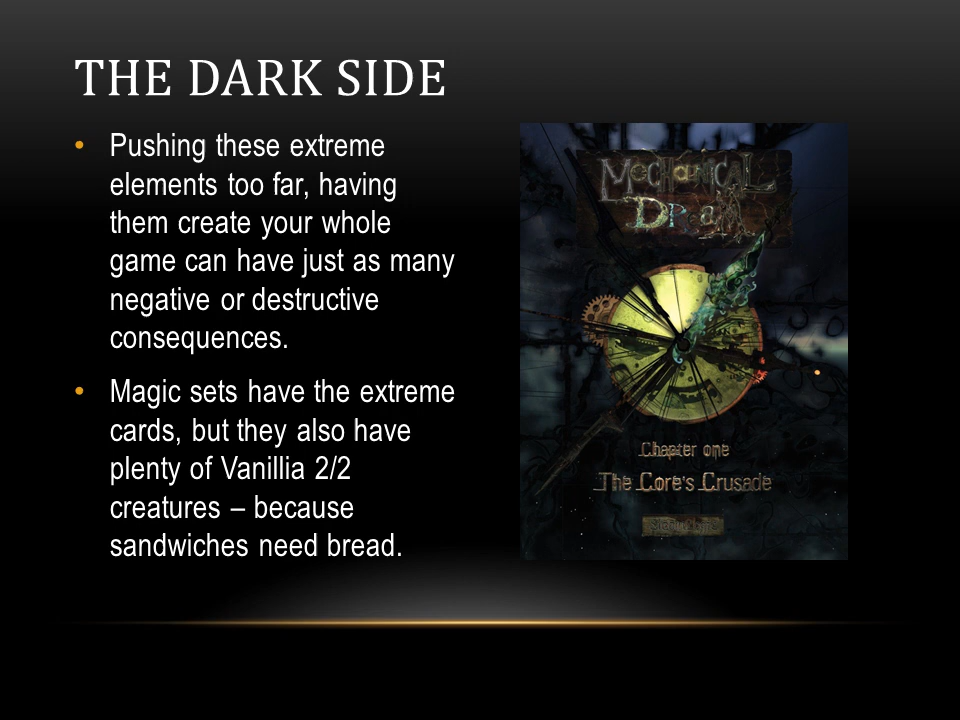 THE DARK SIDE
• Pushing these extreme
elements too far, having
them create your whole
game can have just as many
negative or destructive
consequences.
• Magic sets have the extreme
cards, but they also have
plenty of Vanillia 2/2
creatures – because
sandwiches need bread.
Mechanical
Dream
Chapter one
The Core's Crusade